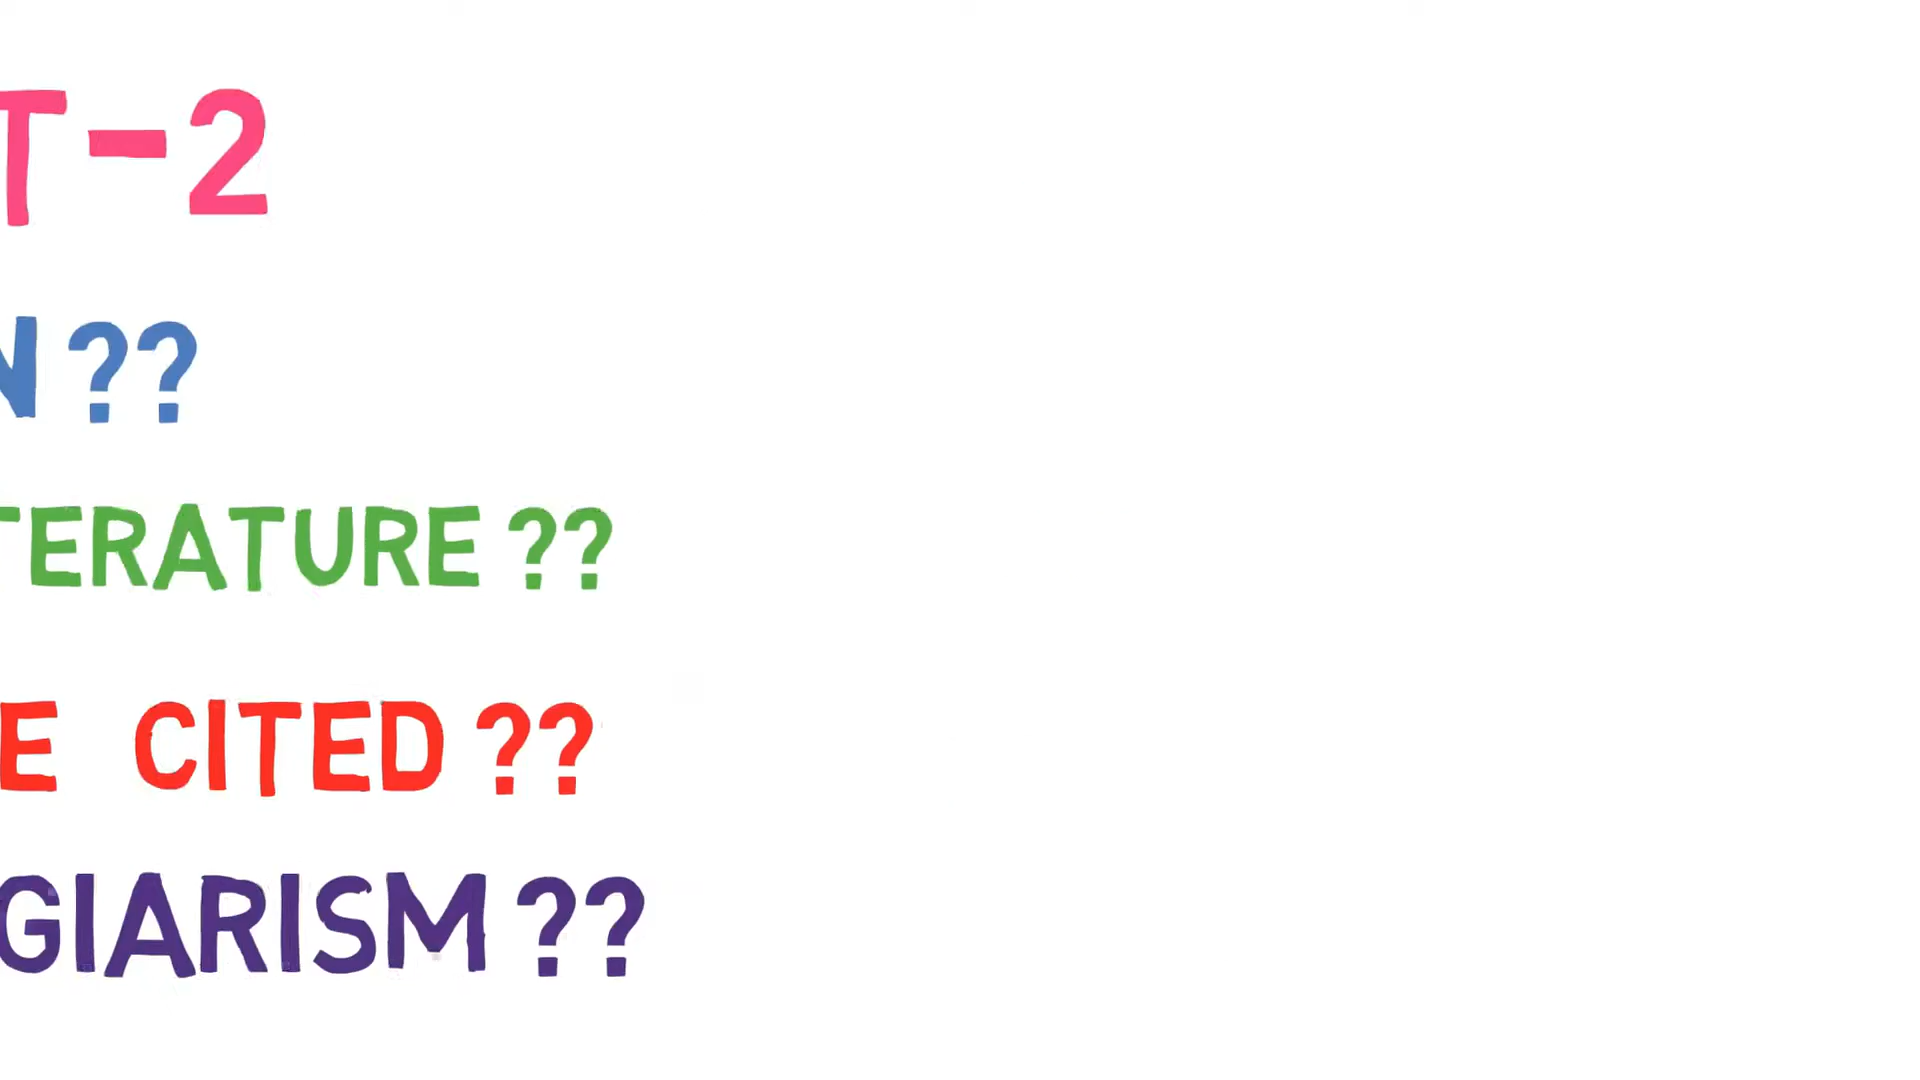 T-2
N ??
TERATURE ??
E CITED ??
GIARISM ??